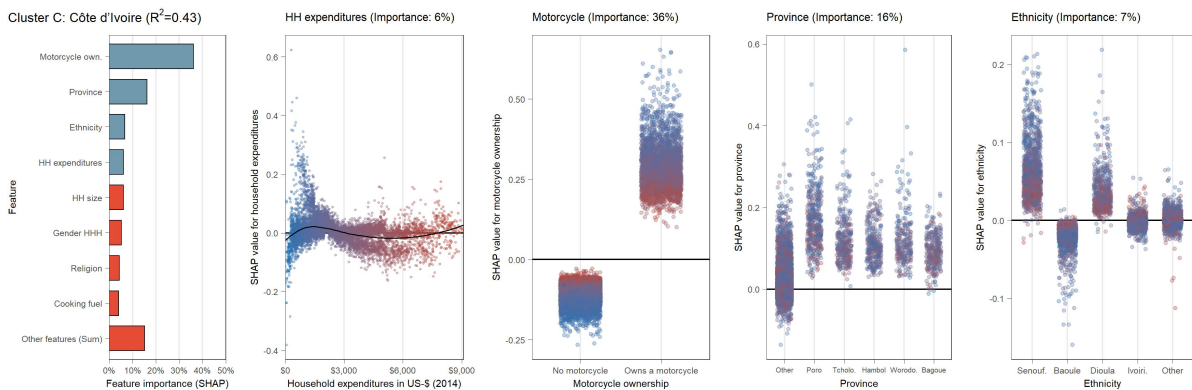 Cluster C: Côte d'Ivoire (R²=0.43)
Feature
Motorcycle own.
Province
Ethnicity
HH expenditures
HH size
Gender HHH
Religion
Cooking fuel
Other features (Sum)
0% 10% 20% 30% 40% 50%
Feature importance (SHAP)
HH expenditures (Importance: 6%)
SHAP value for household expenditures
0.6
0.4
0.2
0.0
-0.2
-0.4
$0 $3,000 $6,000 $9,000
Household expenditures in US-$ (2014)
Motorcycle (Importance: 36%)
SHAP value for motorcycle ownership
0.50
0.25
0.00
-0.25
No motorcycle Owns a motorcycle
Motorcycle ownership
Province (Importance: 16%)
SHAP value for province
0.6
0.4
0.2
0.0
Other Poro Tcholo. Hambol Worodo. Bagoue
Province
Ethnicity (Importance: 7%)
SHAP value for ethnicity
0.2
0.1
0.0
-0.1
Senouf. Baoule Dioula Ivoiri. Other
Ethnicity